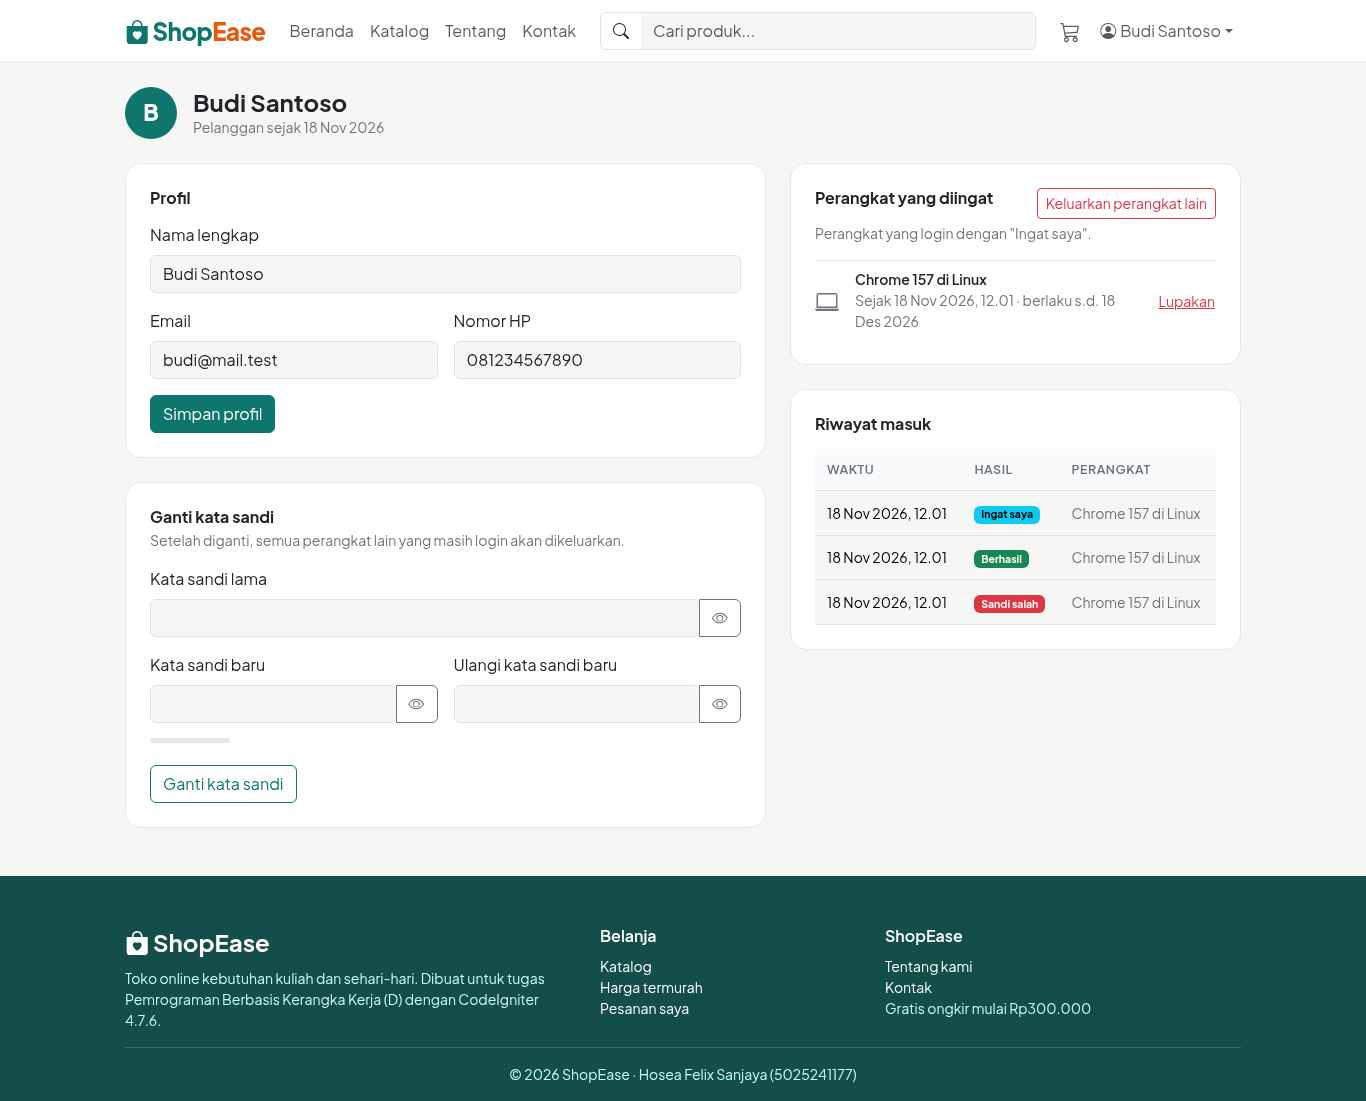 ShopEase
Beranda
Katalog
Tentang
Kontak
Cari produk...
Budi Santoso
B
Budi Santoso
Pelanggan sejak 18 Nov 2026
Profil
Nama lengkap
Budi Santoso
Email
Nomor HP
budi@mail.test
081234567890
Simpan profil
Ganti kata sandi
Setelah diganti, semua perangkat lain yang masih login akan dikeluarkan.
Kata sandi lama
Kata sandi baru
Ulangi kata sandi baru
Ganti kata sandi
Perangkat yang diingat
Keluarkan perangkat lain
Perangkat yang login dengan "Ingat saya".
Chrome 157 di Linux
Sejak 18 Nov 2026, 12.01 · berlaku s.d. 18
Des 2026
Lupakan
Riwayat masuk
WAKTU HASIL PERANGKAT
18 Nov 2026, 12.01 Ingat saya Chrome 157 di Linux
18 Nov 2026, 12.01 Berhasil Chrome 157 di Linux
18 Nov 2026, 12.01 Sandi salah Chrome 157 di Linux
ShopEase
Toko online kebutuhan kuliah dan sehari-hari. Dibuat untuk tugas
Pemrograman Berbasis Kerangka Kerja (D) dengan CodeIgniter
4.7.6.
Belanja
Katalog
Harga termurah
Pesanan saya
ShopEase
Tentang kami
Kontak
Gratis ongkir mulai Rp300.000
© 2026 ShopEase · Hosea Felix Sanjaya (5025241177)